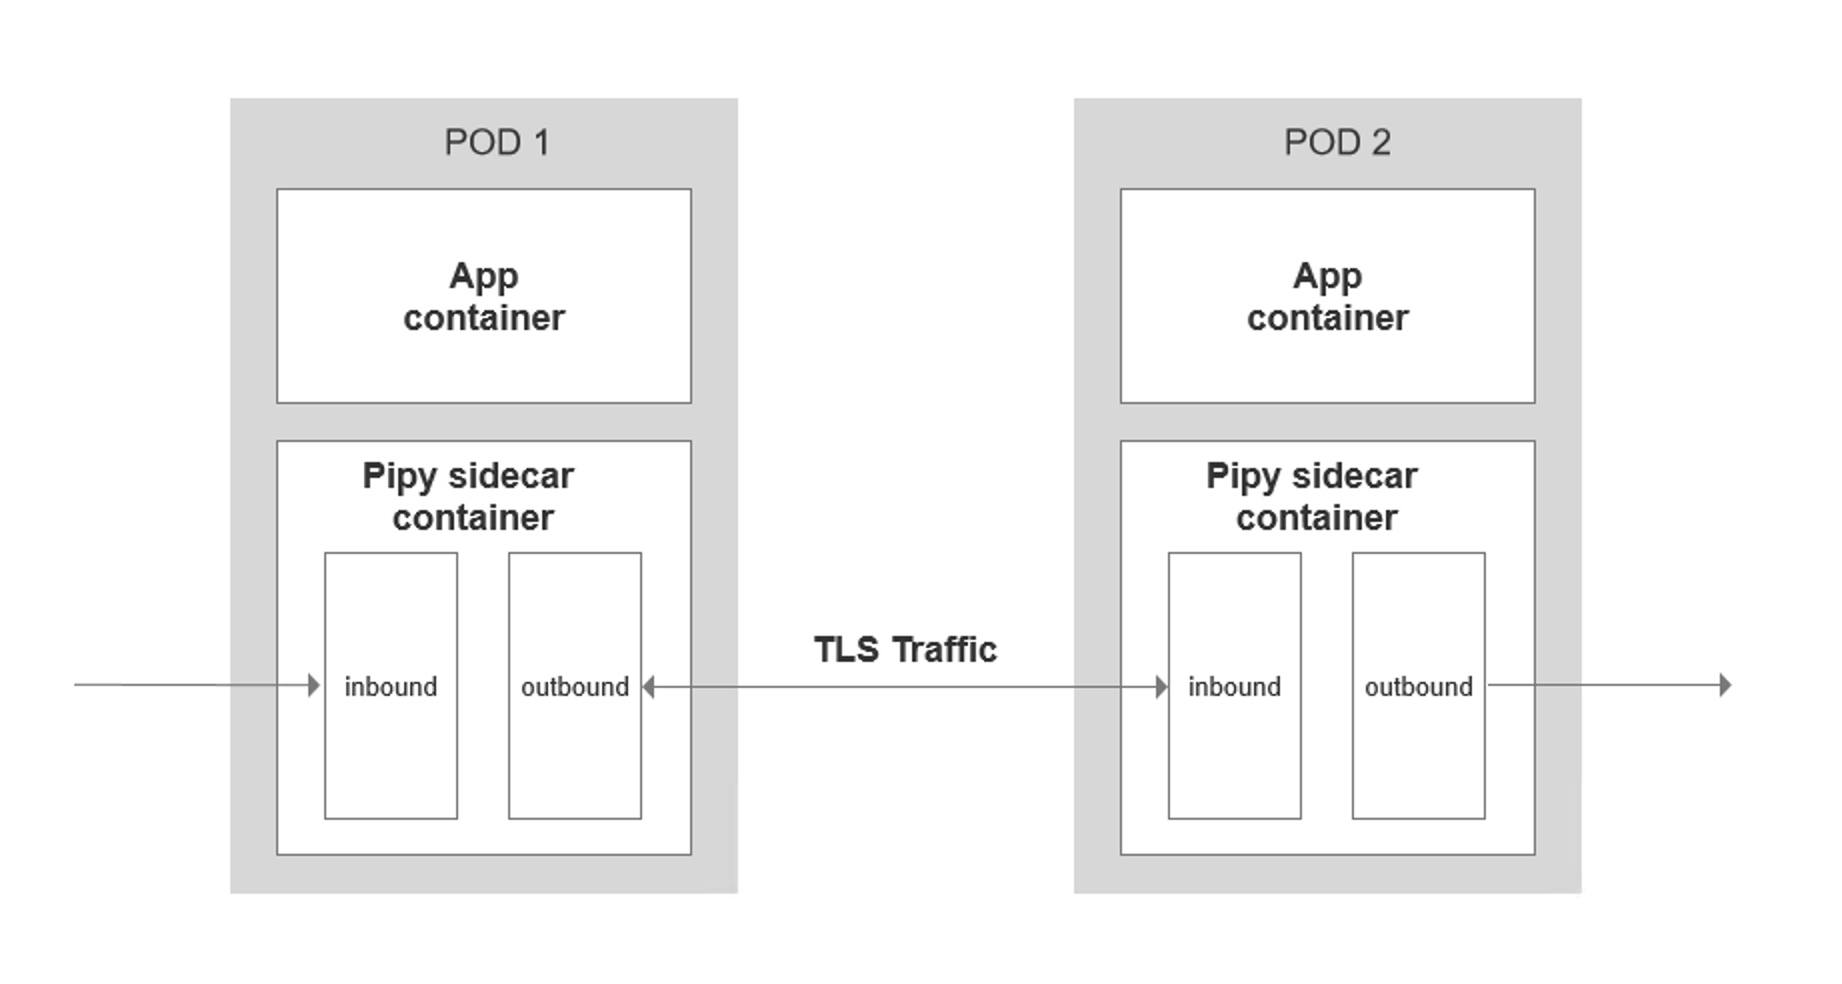 POD 1
App
container
Pipy sidecar
container
inbound
outbound
TLS Traffic
POD 2
App
container
Pipy sidecar
container
inbound
outbound